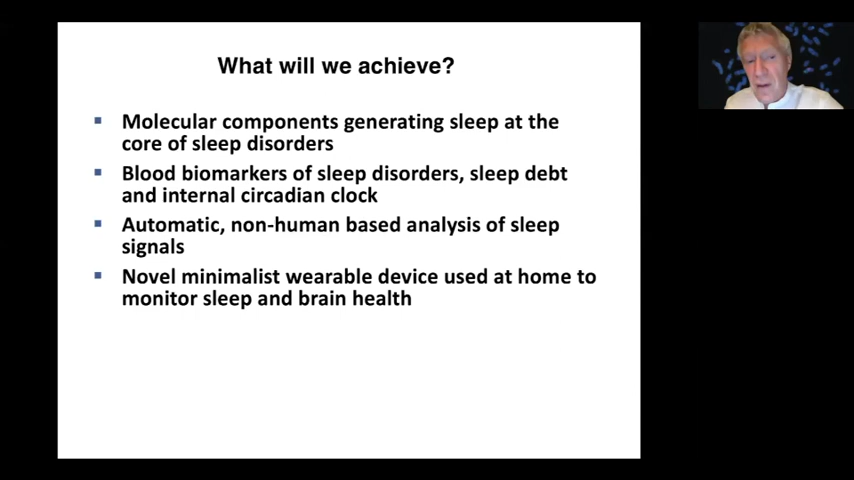 What will we achieve?
▪ Molecular components generating sleep at the
core of sleep disorders
▪ Blood biomarkers of sleep disorders, sleep debt
and internal circadian clock
▪ Automatic, non-human based analysis of sleep
signals
▪ Novel minimalist wearable device used at home to
monitor sleep and brain health